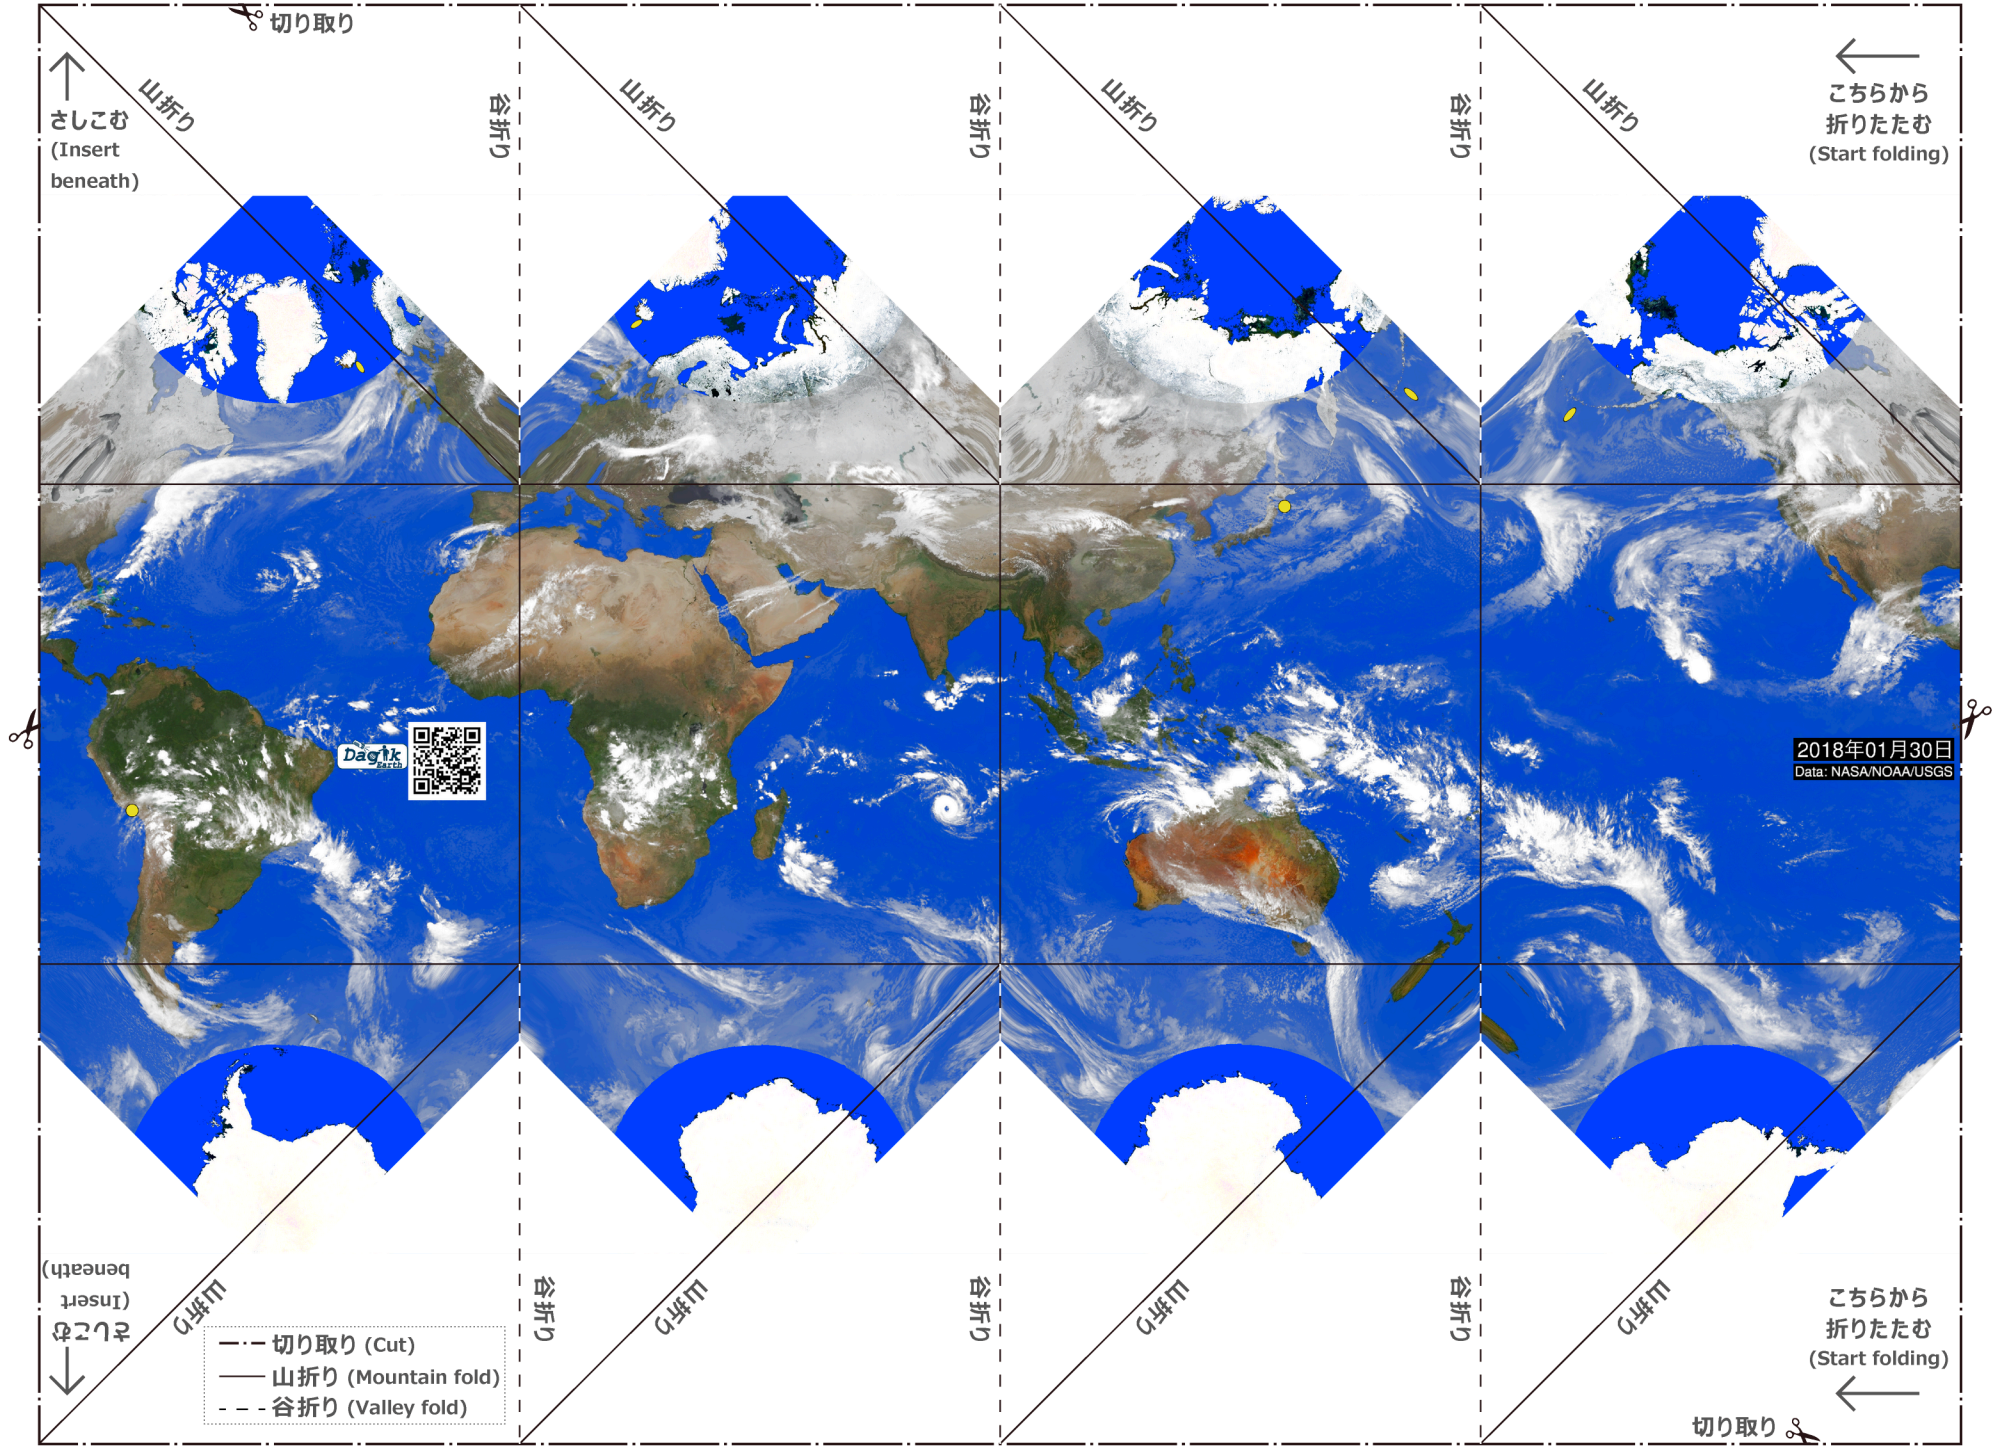 切り取り
さしこむ
(Insert
beneath)
山折り
谷折り
山折り
谷折り
山折り
谷折り
山折り
こちらから
折りたたむ
(Start folding)
Dagik
Earth
2018年01月30日
Data: NASA/NOAA/USGS
さしこむ
(Insert
beneath)
山折り
谷折り
山折り
谷折り
山折り
谷折り
山折り
こちらから
折りたたむ
(Start folding)
切り取り (Cut)
山折り (Mountain fold)
谷折り (Valley fold)
切り取り